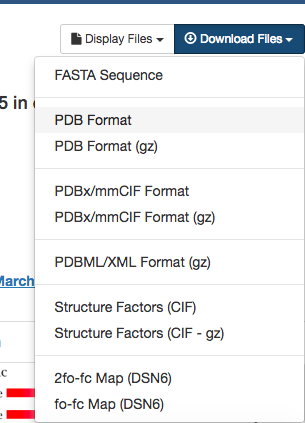 Display Files
Download Files
FASTA Sequence
5 in
PDB Format
PDB Format (gz)
PDBx/mmCIF Format
PDBx/mmCIF Format (gz)
PDBML/XML Format (gz)
March
Structure Factors (CIF)
Structure Factors (CIF - gz)
2fo-fc Map (DSN6)
fo-fc Map (DSN6)